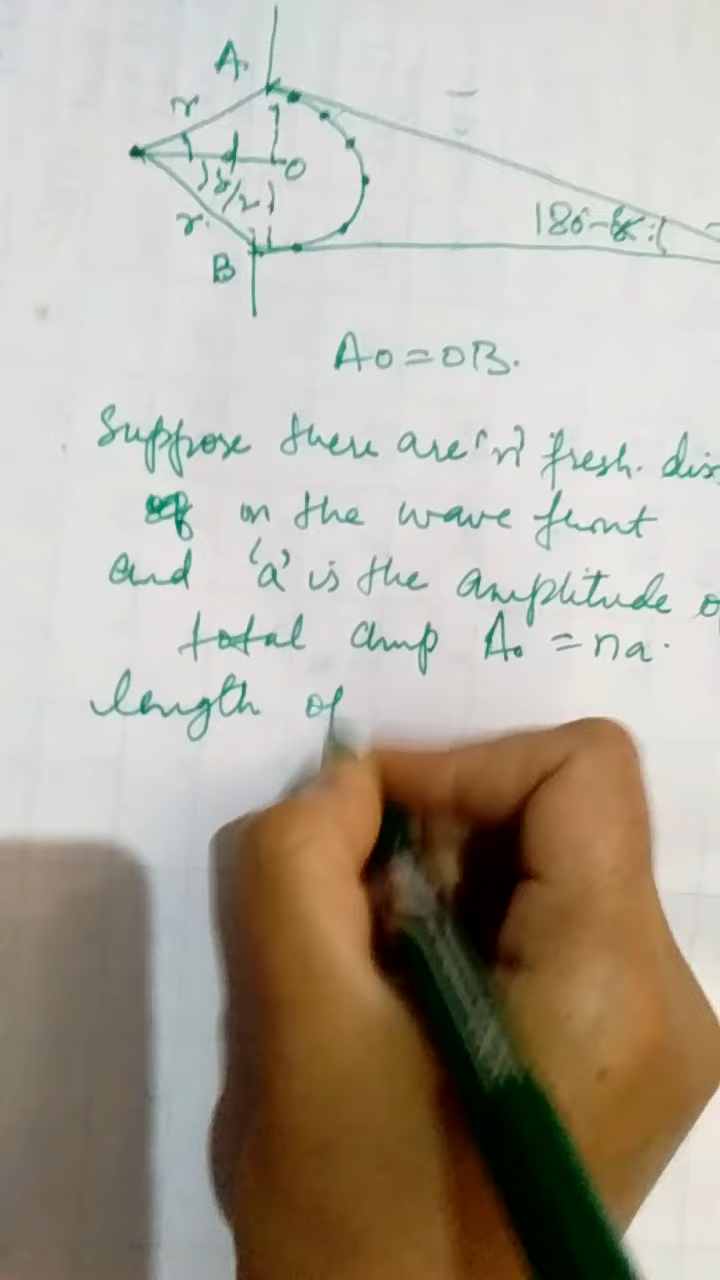 A
r
d
O
δ/2
r
B
180-δ
AO = OB.
Suppose there are 'n' fresh.
on the wave front
and 'a' is the amplitude
total amp A₀ = na.
length of